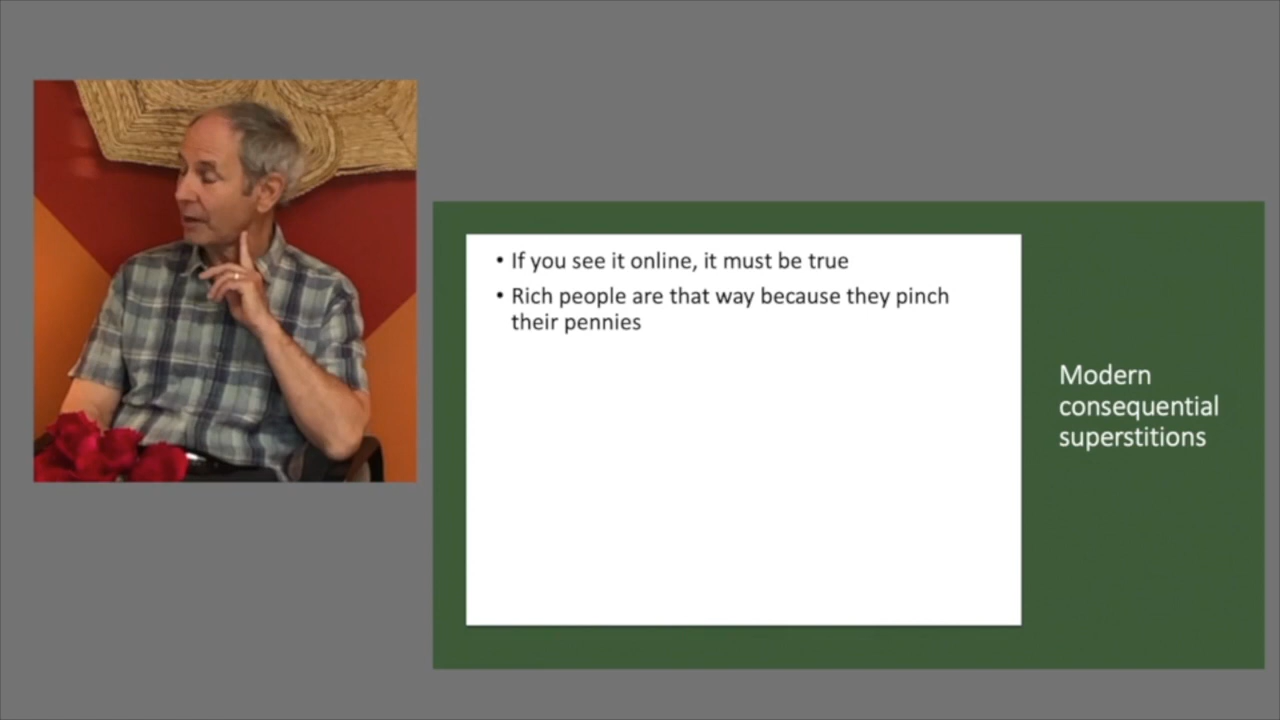 • If you see it online, it must be true
• Rich people are that way because they pinch
their pennies
Modern
consequential
superstitions